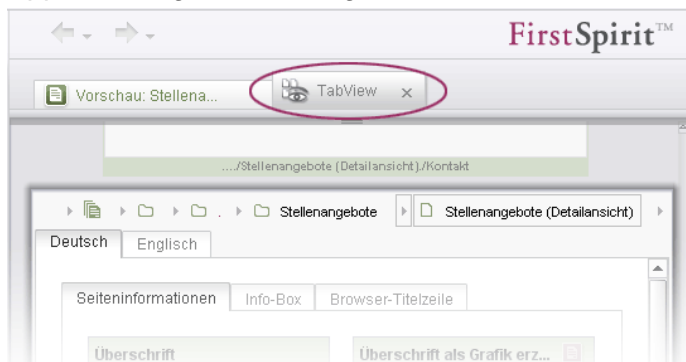 FirstSpirit™
Vorschau: Stellena...
TabView
..../Stellenangebote (Detailansicht)./Kontakt
. Stellenangebote Stellenangebote (Detailansicht)
Deutsch Englisch
Seiteninformationen Info-Box Browser-Titelzeile
Überschrift Überschrift als Grafik erz...